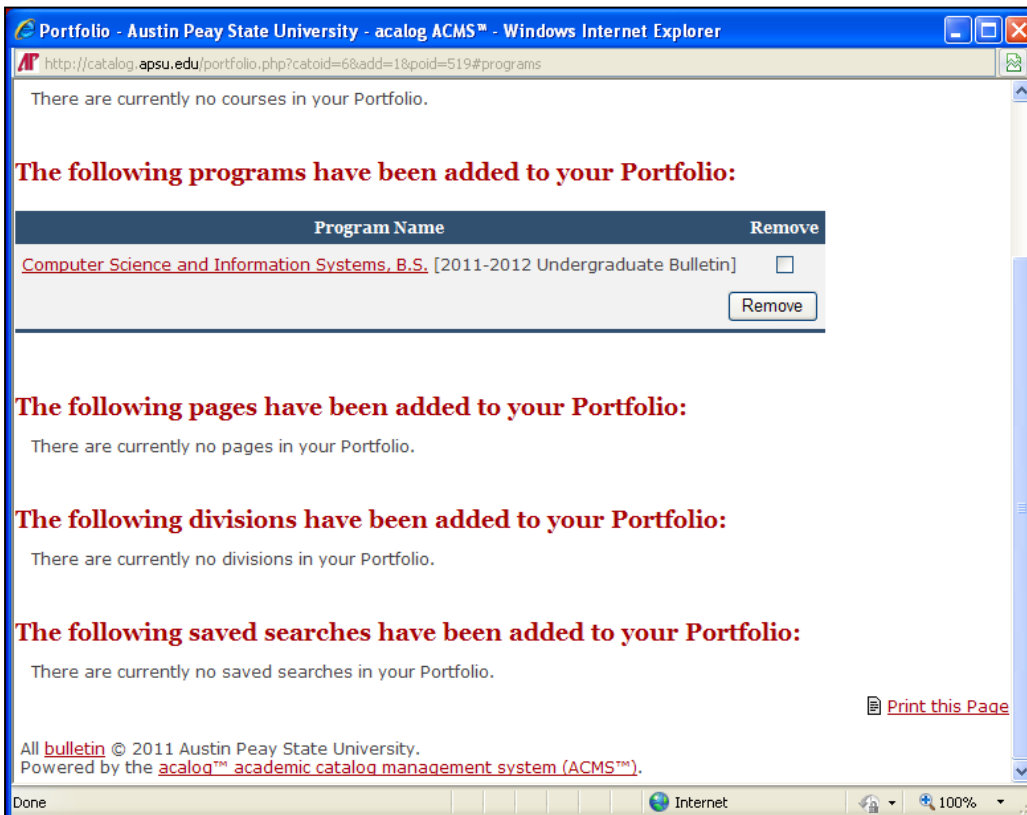 Portfolio - Austin Peay State University - acalog ACMS™ - Windows Internet Explorer
http://catalog.apsu.edu/portfolio.php?catoid=6&add=1&poid=519#programs
There are currently no courses in your Portfolio.
The following programs have been added to your Portfolio:
Program Name Remove
Computer Science and Information Systems, B.S. [2011-2012 Undergraduate Bulletin]
Remove
The following pages have been added to your Portfolio:
There are currently no pages in your Portfolio.
The following divisions have been added to your Portfolio:
There are currently no divisions in your Portfolio.
The following saved searches have been added to your Portfolio:
There are currently no saved searches in your Portfolio.
Print this Page
All bulletin © 2011 Austin Peay State University.
Powered by the acalog™ academic catalog management system (ACMS™).
Done Internet 100%